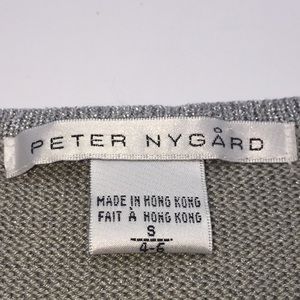 PETER NYGÅRD
MADE IN HONG KONG
FAIT À HONG KONG
S
4-6